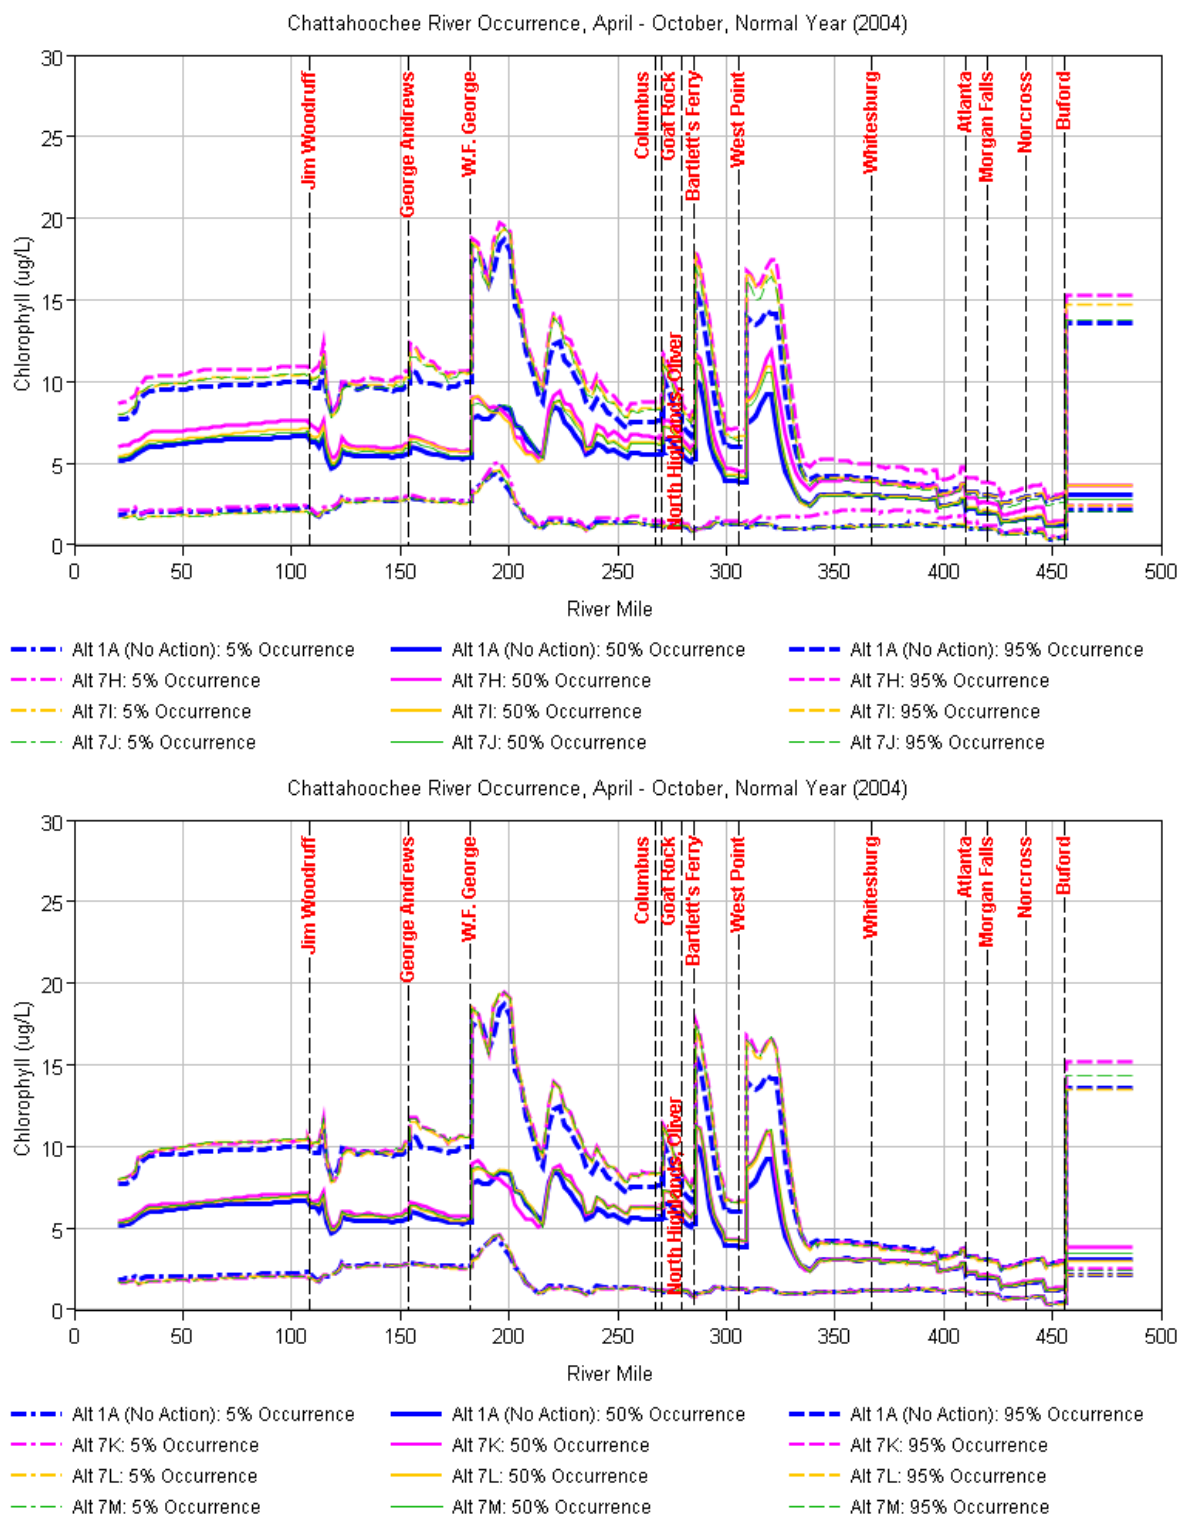 Chattahoochee River Occurrence, April - October, Normal Year (2004)
30
25
20
15
10
5
0
Chlorophyll (ug/L)
Jim Woodruff
George Andrews
W.F. George
Columbus
Goat Rock
North Highlands, Oliver
Bartlett's Ferry
West Point
Whitesburg
Atlanta
Morgan Falls
Norcross
Buford
0 50 100 150 200 250 300 350 400 450 500
River Mile
Alt 1A (No Action): 5% Occurrence Alt 1A (No Action): 50% Occurrence Alt 1A (No Action): 95% Occurrence
Alt 7H: 5% Occurrence Alt 7H: 50% Occurrence Alt 7H: 95% Occurrence
Alt 7I: 5% Occurrence Alt 7I: 50% Occurrence Alt 7I: 95% Occurrence
Alt 7J: 5% Occurrence Alt 7J: 50% Occurrence Alt 7J: 95% Occurrence
Chattahoochee River Occurrence, April - October, Normal Year (2004)
30
25
20
15
10
5
0
Chlorophyll (ug/L)
Jim Woodruff
George Andrews
W.F. George
Columbus
Goat Rock
North Highlands, Oliver
Bartlett's Ferry
West Point
Whitesburg
Atlanta
Morgan Falls
Norcross
Buford
0 50 100 150 200 250 300 350 400 450 500
River Mile
Alt 1A (No Action): 5% Occurrence Alt 1A (No Action): 50% Occurrence Alt 1A (No Action): 95% Occurrence
Alt 7K: 5% Occurrence Alt 7K: 50% Occurrence Alt 7K: 95% Occurrence
Alt 7L: 5% Occurrence Alt 7L: 50% Occurrence Alt 7L: 95% Occurrence
Alt 7M: 5% Occurrence Alt 7M: 50% Occurrence Alt 7M: 95% Occurrence